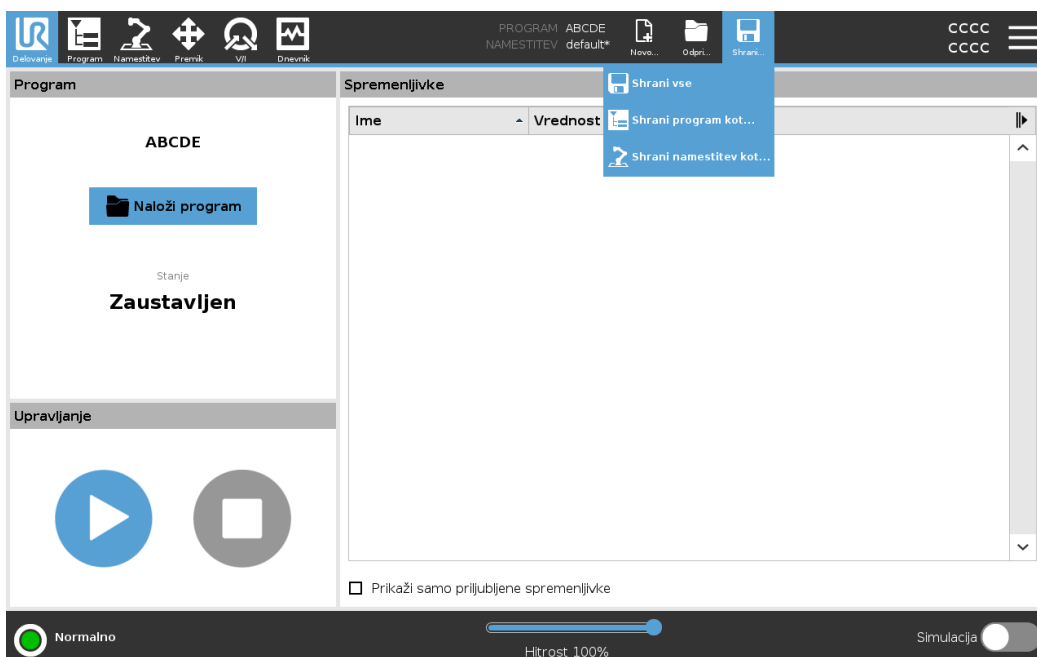 PROGRAM ABCDE
NAMESTITEV default*
CCCC
CCCC
Delovanje Program Namestitev Premik V/I Dnevnik Novo... Odpri... Shrani...
Program
Spremenljivke
Shrani vse
Shrani program kot...
Shrani namestitev kot...
Ime Vrednost
ABCDE
Naloži program
Stanje
Zaustavljen
Upravljanje
Prikaži samo priljubljene spremenljivke
Normalno
Hitrost 100%
Simulacija